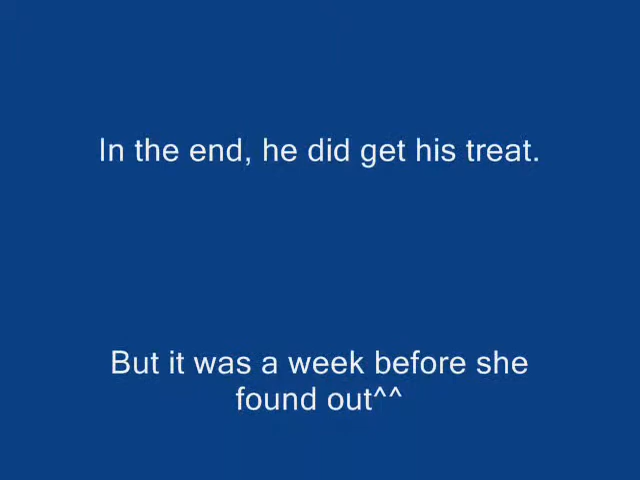 In the end, he did get his treat.
But it was a week before she
found out^^